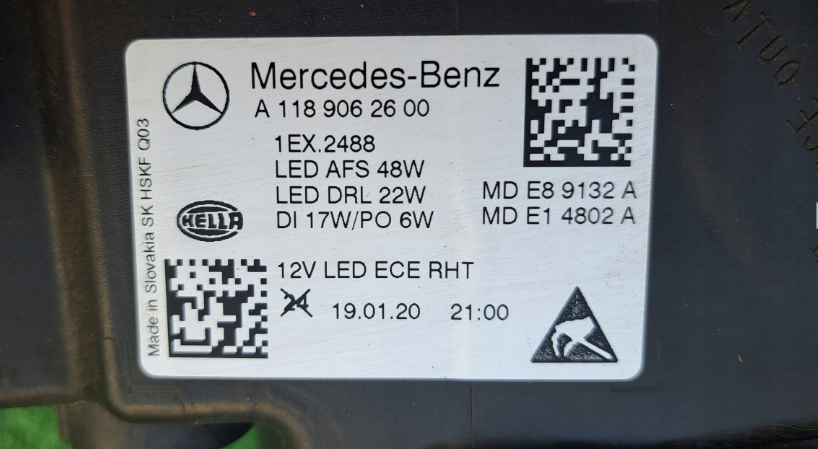 Mercedes-Benz
A 118 906 26 00
1EX.2488
LED AFS 48W
LED DRL 22W
DI 17W/PO 6W
MD E8 9132 A
MD E1 4802 A
HELLA
12V LED ECE RHT
24 19.01.20 21:00
Made in Slovakia SK HSKF Q03